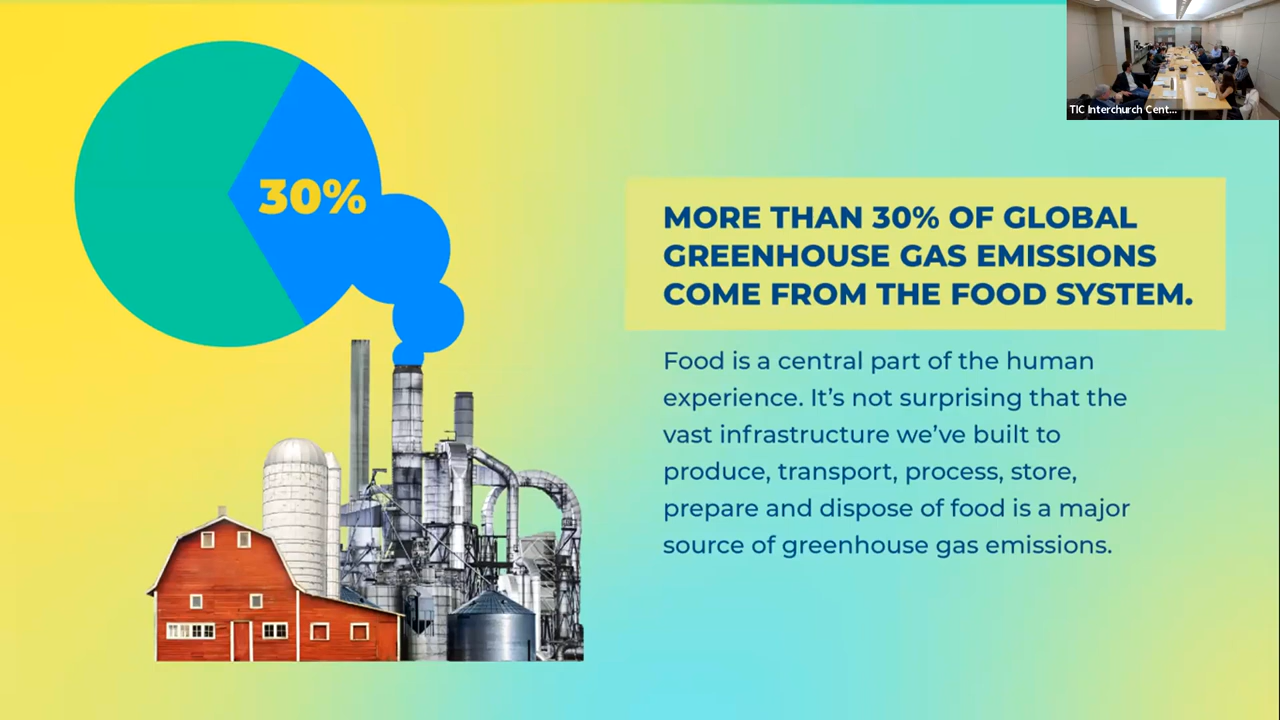 TIC Interchurch Cent...
30%
MORE THAN 30% OF GLOBAL
GREENHOUSE GAS EMISSIONS
COME FROM THE FOOD SYSTEM.
Food is a central part of the human
experience. It’s not surprising that the
vast infrastructure we’ve built to
produce, transport, process, store,
prepare and dispose of food is a major
source of greenhouse gas emissions.